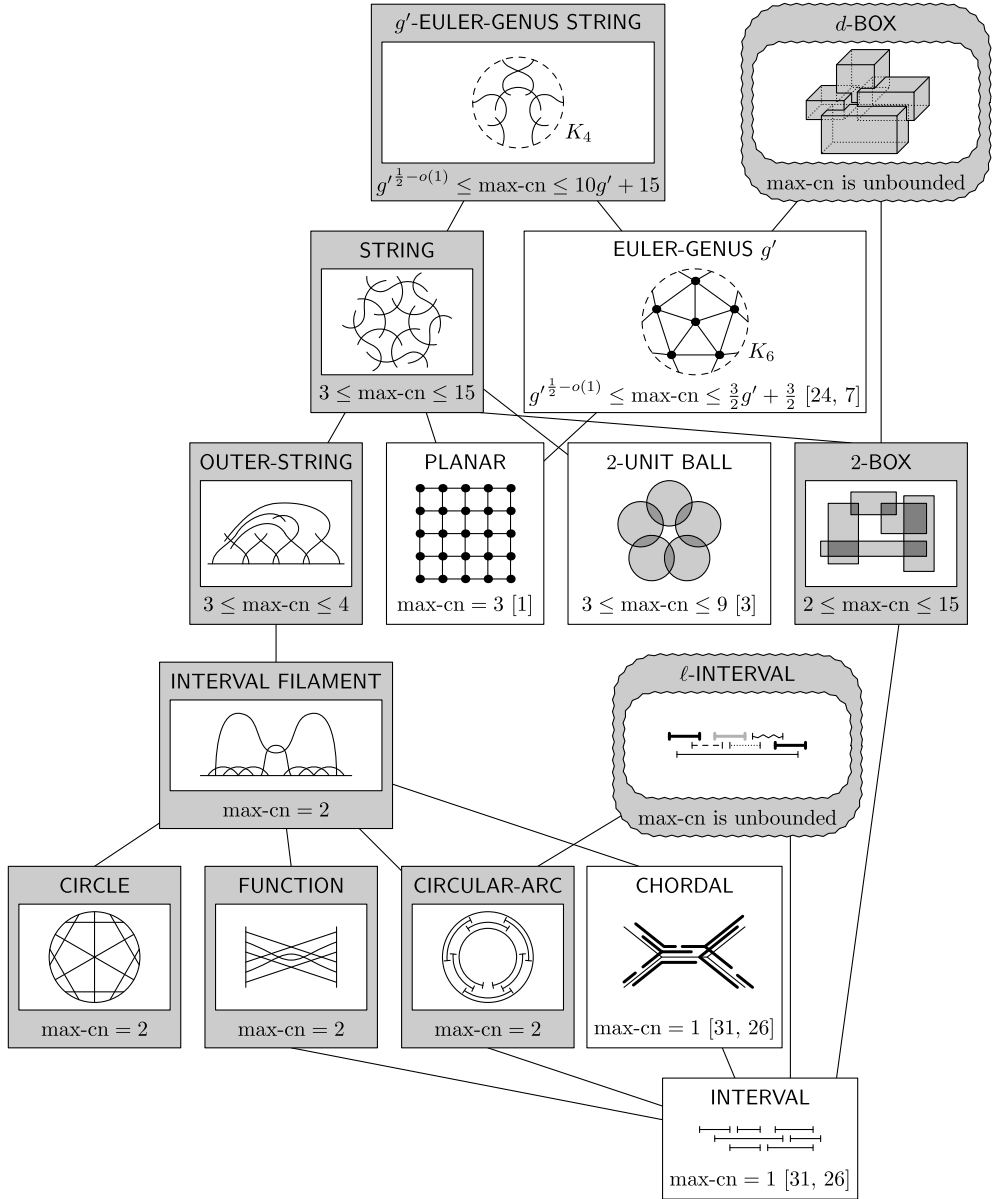 g′-EULER-GENUS STRING
K₄
g′^{½−o(1)} ≤ max-cn ≤ 10g′ + 15
d-BOX
max-cn is unbounded
STRING
3 ≤ max-cn ≤ 15
EULER-GENUS g′
K₆
g′^{½−o(1)} ≤ max-cn ≤ 3/2 g′ + 3/2 [24, 7]
OUTER-STRING
3 ≤ max-cn ≤ 4
PLANAR
max-cn = 3 [1]
2-UNIT BALL
3 ≤ max-cn ≤ 9 [3]
2-BOX
2 ≤ max-cn ≤ 15
INTERVAL FILAMENT
max-cn = 2
ℓ-INTERVAL
max-cn is unbounded
CIRCLE
max-cn = 2
FUNCTION
max-cn = 2
CIRCULAR-ARC
max-cn = 2
CHORDAL
max-cn = 1 [31, 26]
INTERVAL
max-cn = 1 [31, 26]